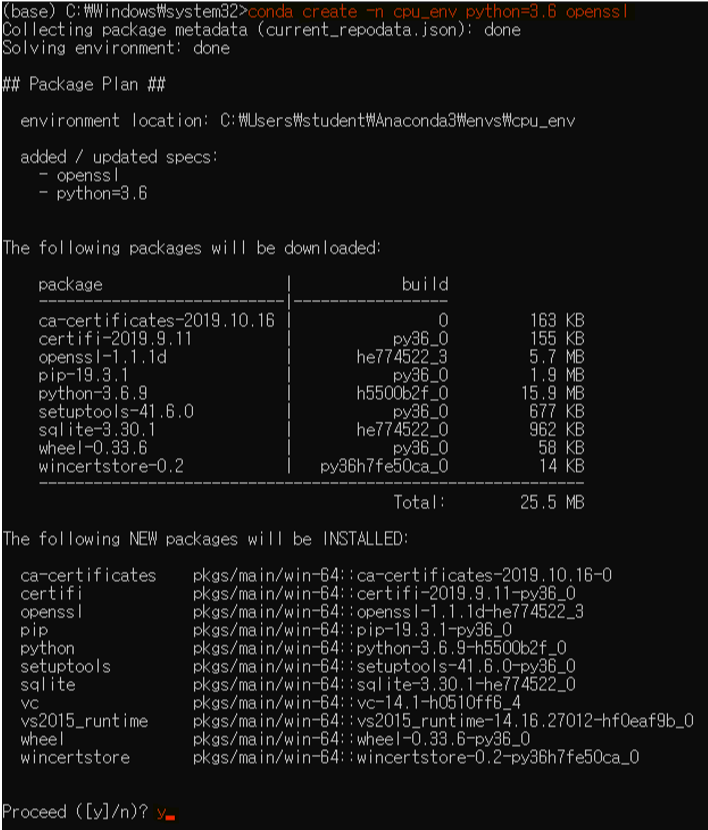 (base) C:₩Windows₩system32>conda create -n cpu_env python=3.6 openssl
Collecting package metadata (current_repodata.json): done
Solving environment: done
## Package Plan ##
environment location: C:₩Users₩student₩Anaconda3₩envs₩cpu_env
added / updated specs:
- openssl
- python=3.6
The following packages will be downloaded:
package | build
---------------------------|-----------------
ca-certificates-2019.10.16 | 0 163 KB
certifi-2019.9.11 | py36_0 155 KB
openssl-1.1.1d | he774522_3 5.7 MB
pip-19.3.1 | py36_0 1.9 MB
python-3.6.9 | h5500b2f_0 15.9 MB
setuptools-41.6.0 | py36_0 677 KB
sqlite-3.30.1 | he774522_0 962 KB
wheel-0.33.6 | py36_0 58 KB
wincertstore-0.2 | py36h7fe50ca_0 14 KB
------------------------------------------------------------
Total: 25.5 MB
The following NEW packages will be INSTALLED:
ca-certificates pkgs/main/win-64::ca-certificates-2019.10.16-0
certifi pkgs/main/win-64::certifi-2019.9.11-py36_0
openssl pkgs/main/win-64::openssl-1.1.1d-he774522_3
pip pkgs/main/win-64::pip-19.3.1-py36_0
python pkgs/main/win-64::python-3.6.9-h5500b2f_0
setuptools pkgs/main/win-64::setuptools-41.6.0-py36_0
sqlite pkgs/main/win-64::sqlite-3.30.1-he774522_0
vc pkgs/main/win-64::vc-14.1-h0510ff6_4
vs2015_runtime pkgs/main/win-64::vs2015_runtime-14.16.27012-hf0eaf9b_0
wheel pkgs/main/win-64::wheel-0.33.6-py36_0
wincertstore pkgs/main/win-64::wincertstore-0.2-py36h7fe50ca_0
Proceed ([y]/n)? y